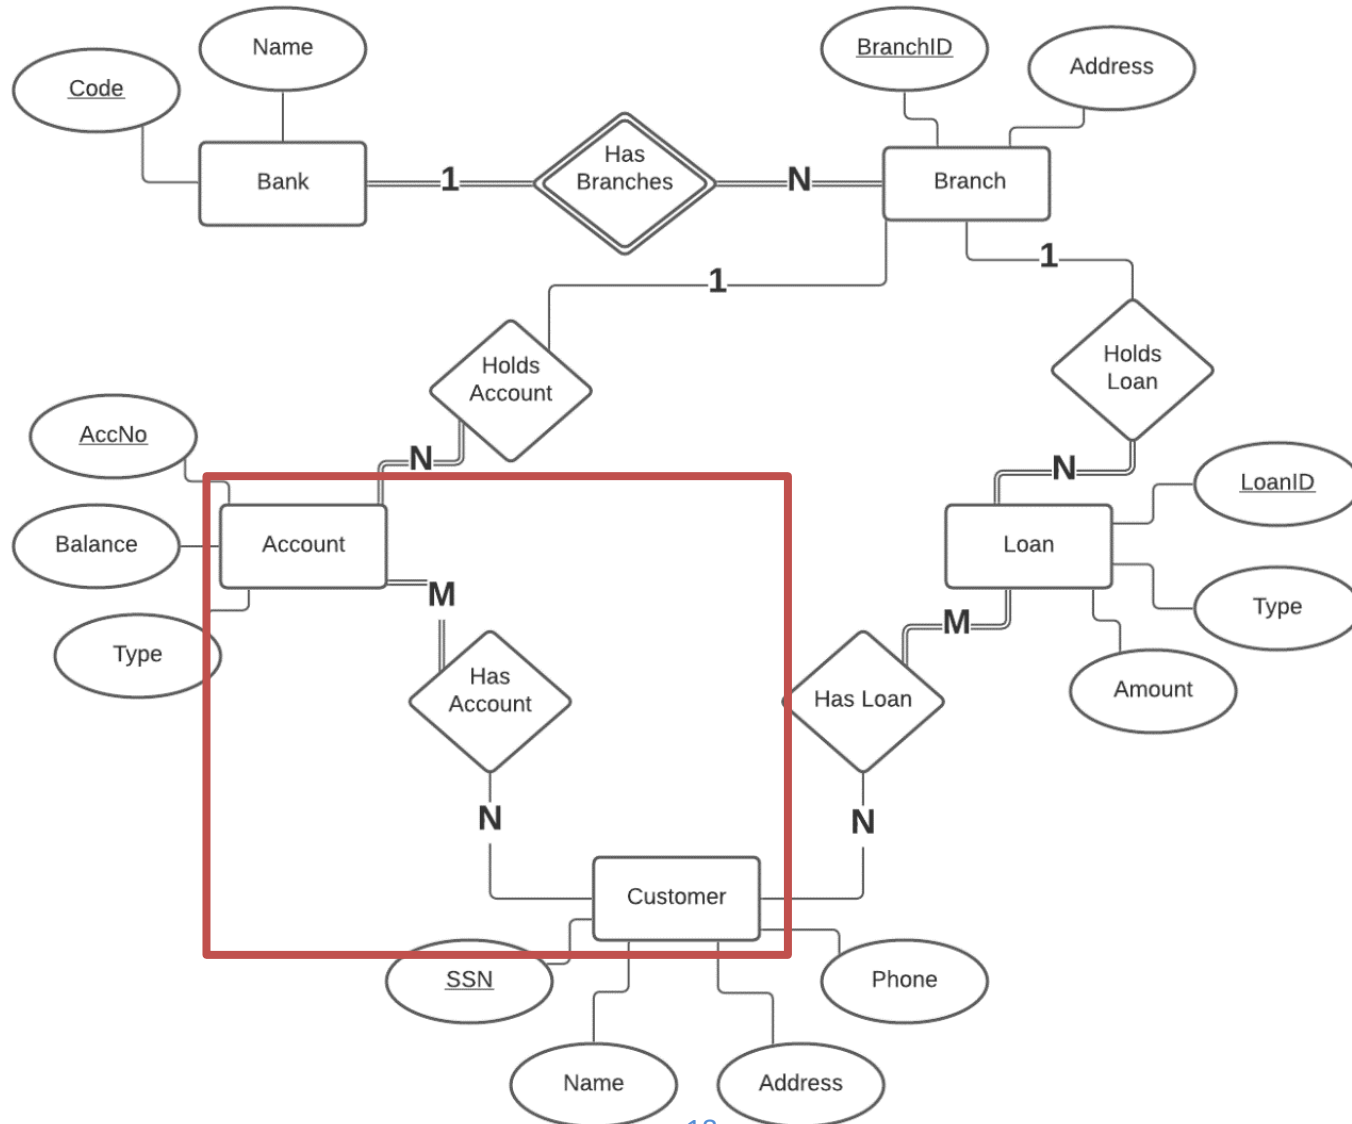 Name
BranchID
Address
Code
Has
Branches
Bank
1
N
Branch
1
1
Holds
Account
Holds
Loan
AccNo
N
N
LoanID
Account
Balance
Loan
M
Type
M
Type
Has
Account
Has Loan
Amount
N
N
Customer
SSN
Phone
Name
Address